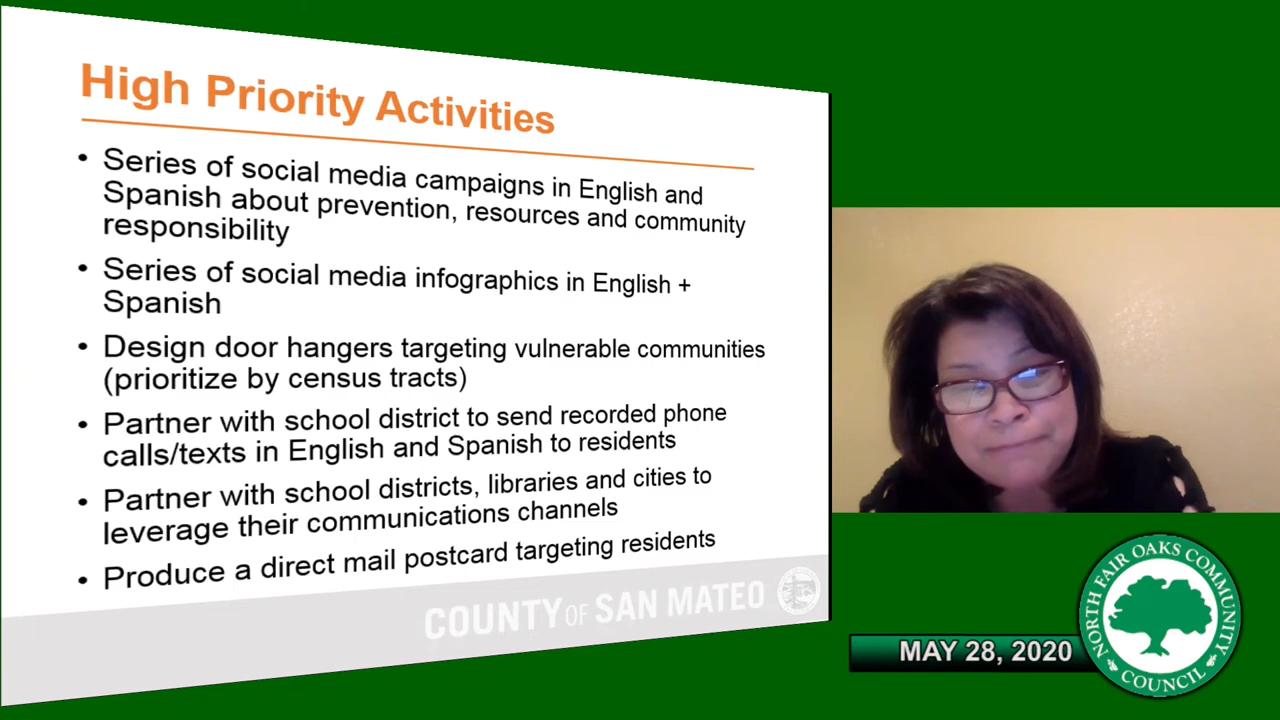 High Priority Activities
• Series of social media campaigns in English and
Spanish about prevention, resources and community
responsibility
• Series of social media infographics in English +
Spanish
• Design door hangers targeting vulnerable communities
(prioritize by census tracts)
• Partner with school district to send recorded phone
calls/texts in English and Spanish to residents
• Partner with school districts, libraries and cities to
leverage their communications channels
• Produce a direct mail postcard targeting residents
COUNTY OF SAN MATEO
MAY 28, 2020
NORTH FAIR OAKS COMMUNITY
COUNCIL